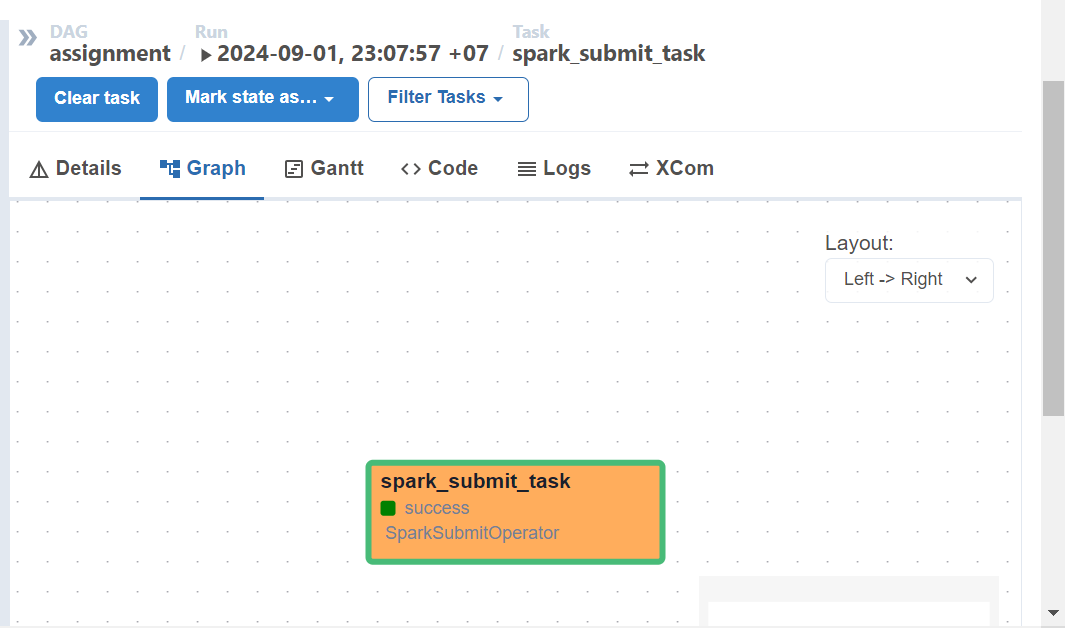 DAG
assignment
/
Run
2024-09-01, 23:07:57 +07
/
Task
spark_submit_task
Clear task
Mark state as…
Filter Tasks
Details
Graph
Gantt
Code
Logs
XCom
Layout:
Left -> Right
spark_submit_task
success
SparkSubmitOperator